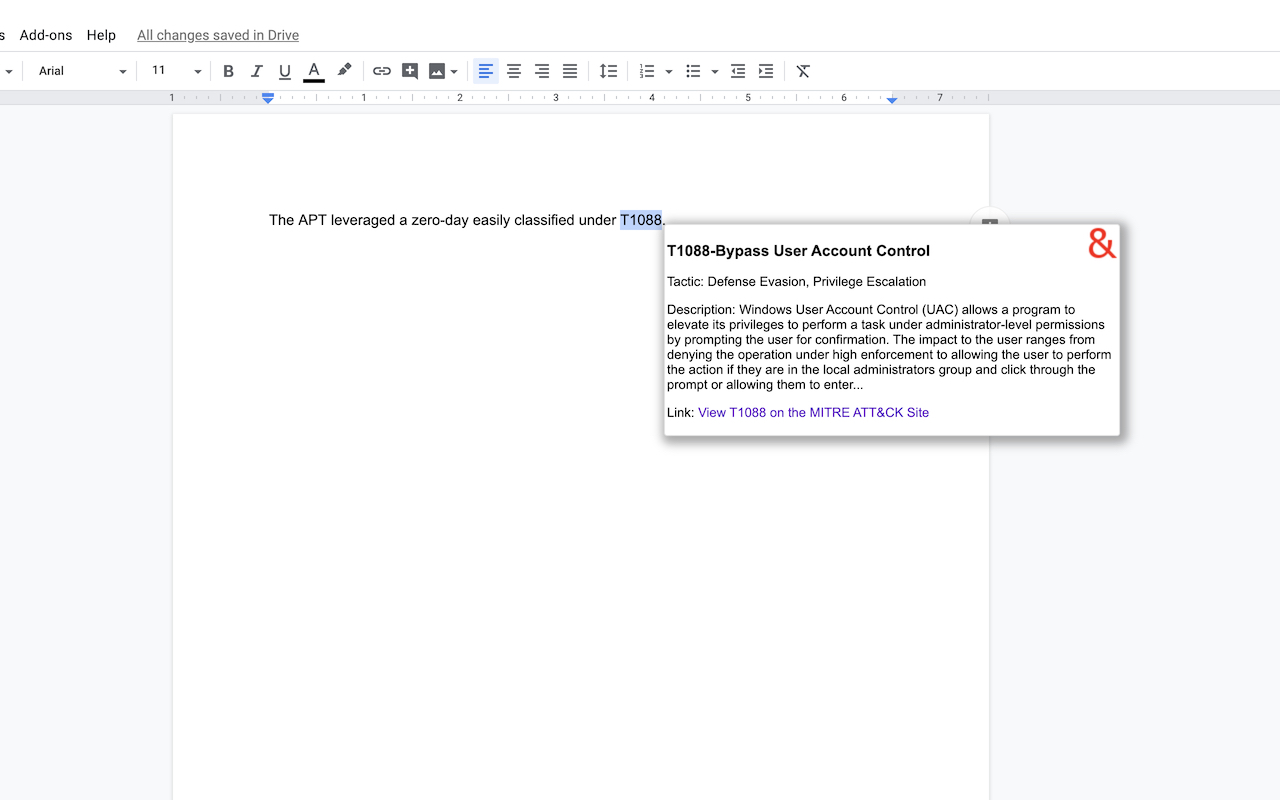 s Add-ons Help All changes saved in Drive
Arial 11 B I U A
1 1 2 3 4 5 6 7
The APT leveraged a zero-day easily classified under T1088.
&
T1088-Bypass User Account Control
Tactic: Defense Evasion, Privilege Escalation
Description: Windows User Account Control (UAC) allows a program to
elevate its privileges to perform a task under administrator-level permissions
by prompting the user for confirmation. The impact to the user ranges from
denying the operation under high enforcement to allowing the user to perform
the action if they are in the local administrators group and click through the
prompt or allowing them to enter...
Link: View T1088 on the MITRE ATT&CK Site